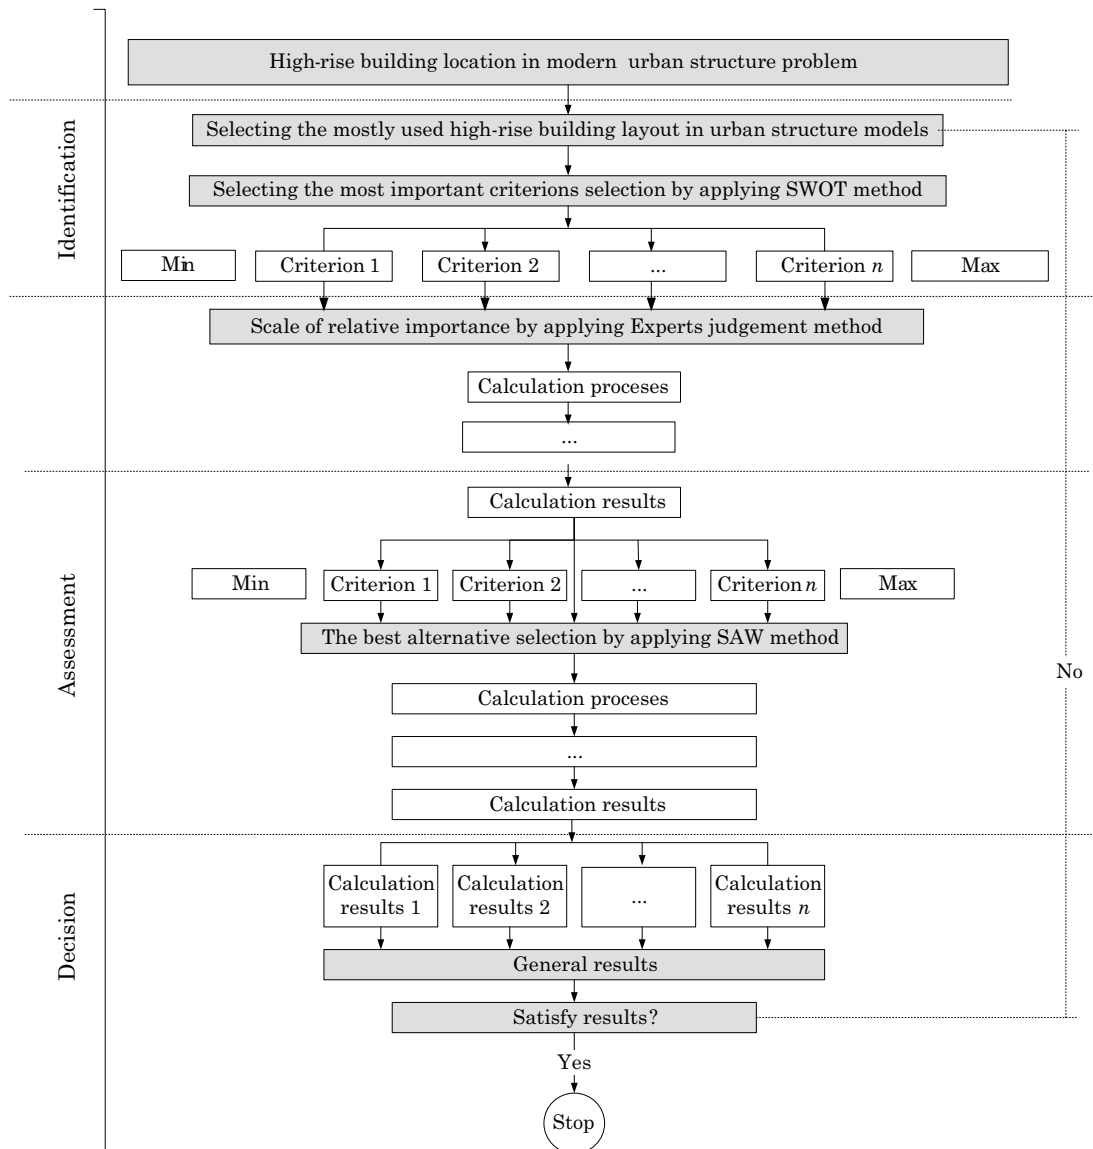 High-rise building location in modern urban structure problem
Identification
Selecting the mostly used high-rise building layout in urban structure models
Selecting the most important criterions selection by applying SWOT method
Min
Criterion 1
Criterion 2
...
Criterion n
Max
Scale of relative importance by applying Experts judgement method
Calculation proceses
...
Assessment
Calculation results
Min
Criterion 1
Criterion 2
...
Criterion n
Max
The best alternative selection by applying SAW method
No
Calculation proceses
...
Calculation results
Decision
Calculation
results 1
Calculation
results 2
...
Calculation
results n
General results
Satisfy results?
Yes
Stop